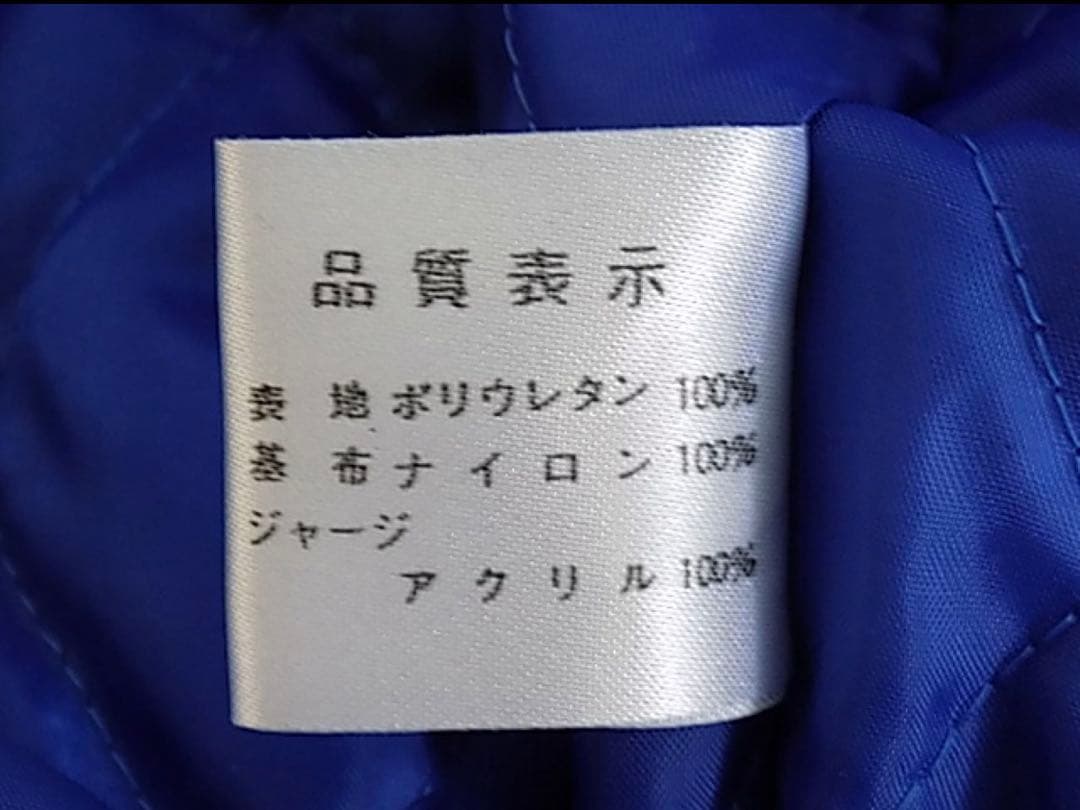 品質表示
表 地 ポリウレタン 100%
基 布 ナイロン 100%
ジャージ
アクリル 100%